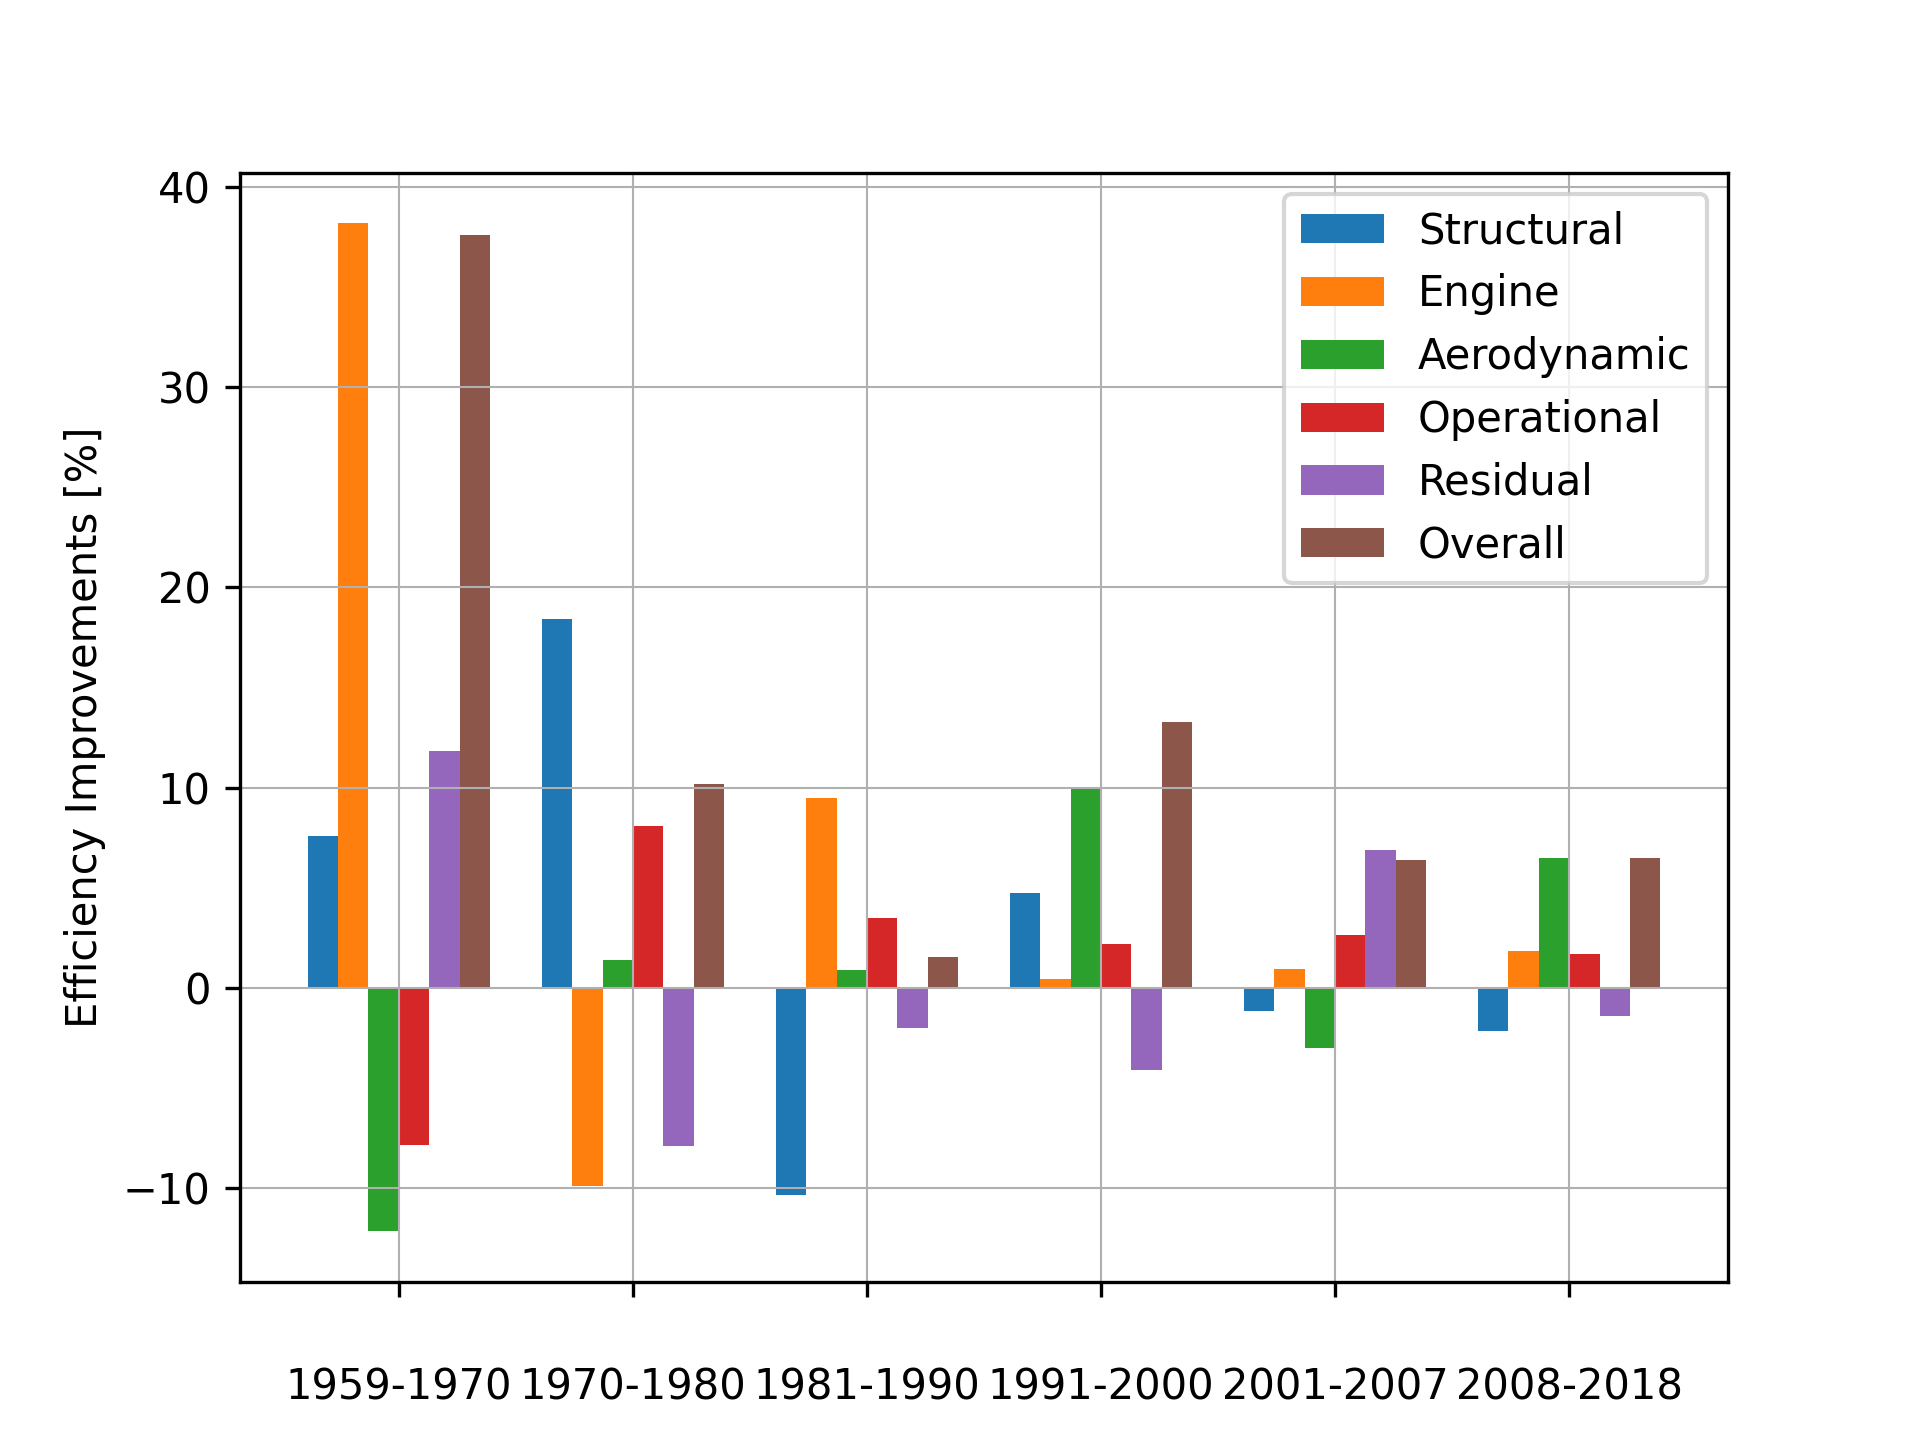 40
30
20
10
0
−10
Efficiency Improvements [%]
Structural
Engine
Aerodynamic
Operational
Residual
Overall
1959-1970 1970-1980 1981-1990 1991-2000 2001-2007 2008-2018